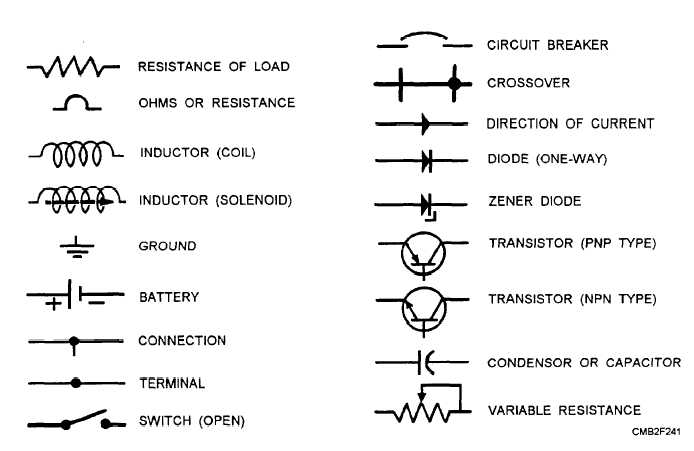 RESISTANCE OF LOAD
OHMS OR RESISTANCE
INDUCTOR (COIL)
INDUCTOR (SOLENOID)
GROUND
+ −
BATTERY
CONNECTION
TERMINAL
SWITCH (OPEN)
CIRCUIT BREAKER
CROSSOVER
DIRECTION OF CURRENT
DIODE (ONE-WAY)
ZENER DIODE
TRANSISTOR (PNP TYPE)
TRANSISTOR (NPN TYPE)
CONDENSOR OR CAPACITOR
VARIABLE RESISTANCE
CMB2F241